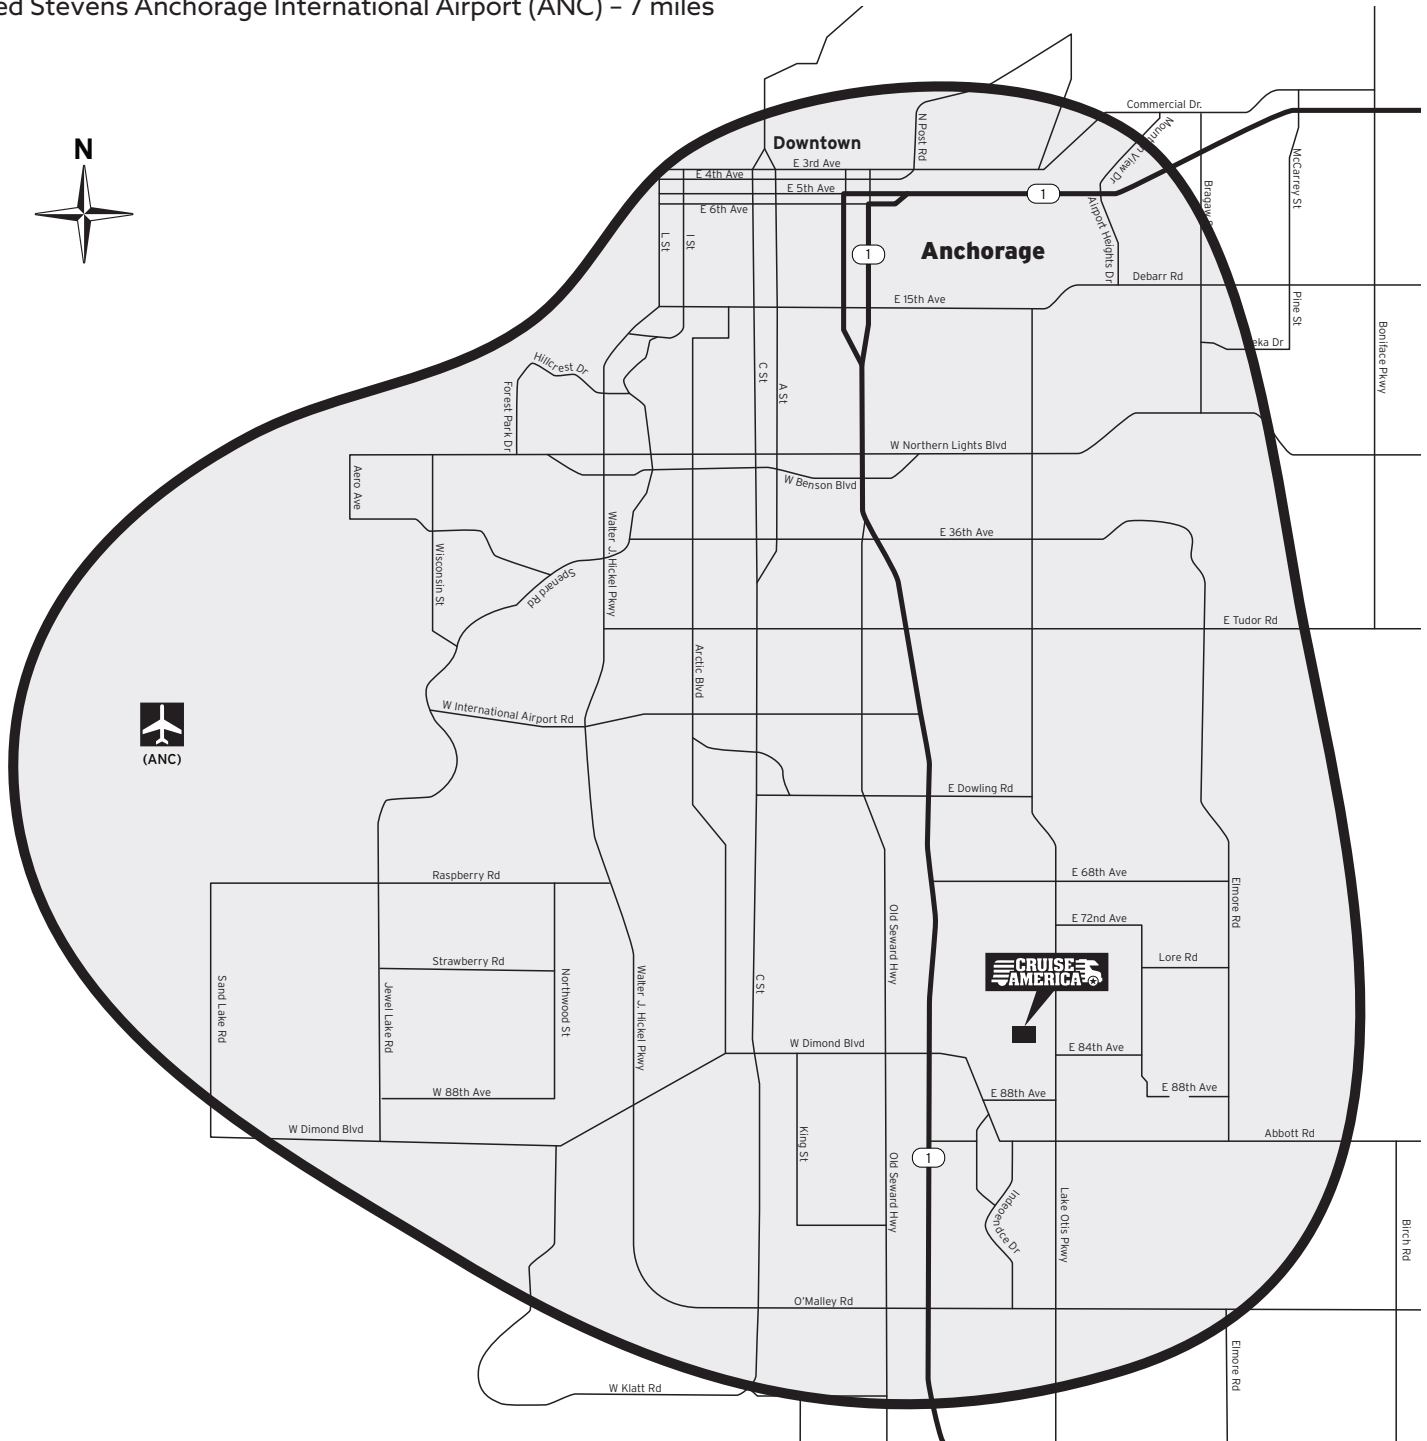 ed Stevens Anchorage International Airport (ANC) – 7 miles
N
Commercial Dr.
Mountain View Dr
N Post Rd
Downtown
E 3rd Ave
E 4th Ave
E 5th Ave
E 6th Ave
1
L St
I St
1
Anchorage
Airport Heights Dr
Bragaw S
McCarrey St
Debarr Rd
Pine St
E 15th Ave
eka Dr
Boniface Pkwy
Hillcrest Dr
Forest Park Dr
C St
A St
W Northern Lights Blvd
W Benson Blvd
Aero Ave
Wisconsin St
Walter J. Hickel Pkwy
E 36th Ave
Spenard Rd
E Tudor Rd
Arctic Blvd
W International Airport Rd
(ANC)
E Dowling Rd
Raspberry Rd
E 68th Ave
Elmore Rd
E 72nd Ave
Old Seward Hwy
Strawberry Rd
Lore Rd
CRUISE
AMERICA
Sand Lake Rd
Jewel Lake Rd
Northwood St
Walter J. Hickel Pkwy
C St
W Dimond Blvd
E 84th Ave
W 88th Ave
E 88th Ave
E 88th Ave
W Dimond Blvd
King St
Abbott Rd
1
Old Seward Hwy
Indeoendce Dr
Lake Otis Pkwy
Birch Rd
O'Malley Rd
Elmore Rd
W Klatt Rd